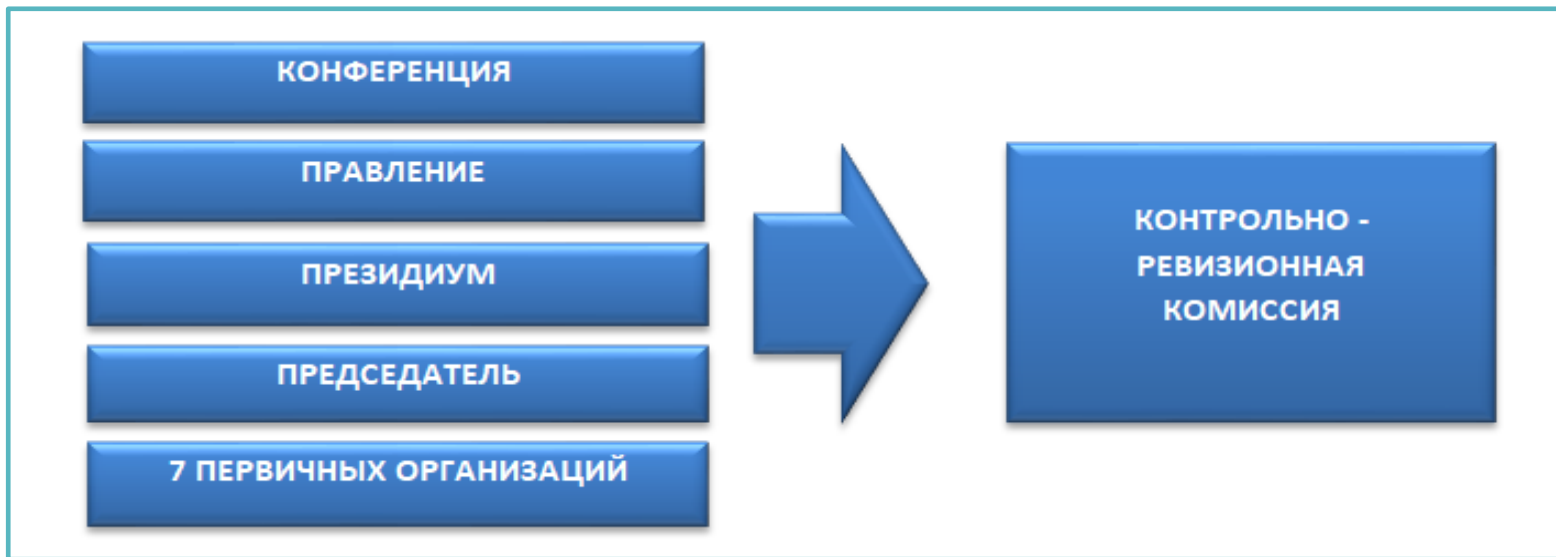 КОНФЕРЕНЦИЯ
ПРАВЛЕНИЕ
ПРЕЗИДИУМ
ПРЕДСЕДАТЕЛЬ
7 ПЕРВИЧНЫХ ОРГАНИЗАЦИЙ
КОНТРОЛЬНО -
РЕВИЗИОННАЯ
КОМИССИЯ